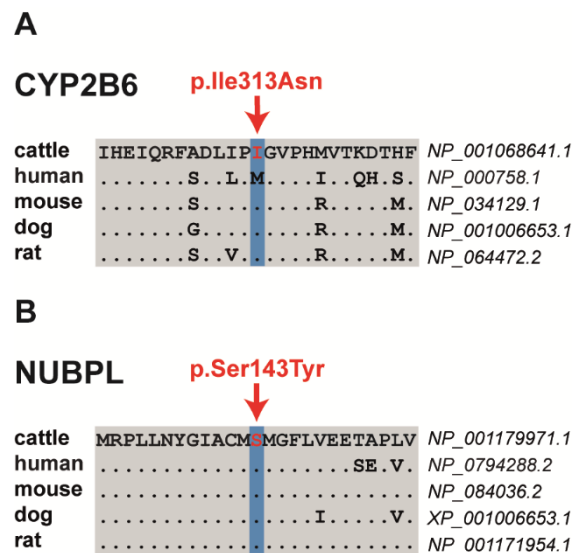 A
CYP2B6
p.Ile313Asn
cattle IHEIQRFADLIPIGVPHMVTKDTHF NP_001068641.1
human .......S..L.M....I..QH.S. NP_000758.1
mouse .......S.........R.....M. NP_034129.1
dog .......G.........R.....M. NP_001006653.1
rat .......S..V......R.....M. NP_064472.2
B
NUBPL
p.Ser143Tyr
cattle MRPLLNYGIACMSMGFLVEETAPLV NP_001179971.1
human ....................SE.V. NP_0794288.2
mouse ......................... NP_084036.2
dog .................I.....V. XP_001006653.1
rat ......................... NP_001171954.1